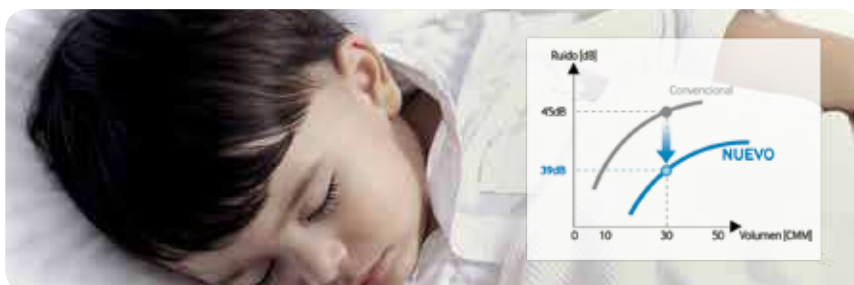 Ruido [dB]
Convencional
45dB
NUEVO
39dB
0 10 30 50 Volumen [CMM]